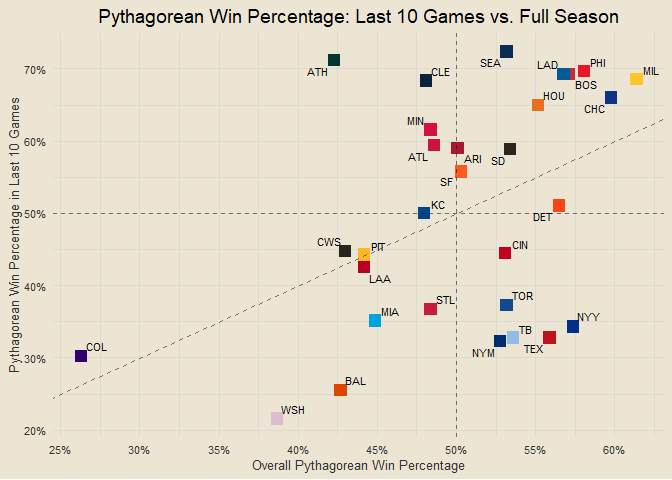 Pythagorean Win Percentage: Last 10 Games vs. Full Season
Pythagorean Win Percentage in Last 10 Games
70%
60%
50%
40%
30%
20%
ATH
CLE
SEA
LAD
PHI
BOS
MIL
HOU
CHC
MIN
ATL
ARI
SD
SF
KC
DET
CWS
PIT
LAA
CIN
STL
TOR
MIA
NYY
TB
NYM
TEX
COL
BAL
WSH
25%
30%
35%
40%
45%
50%
55%
60%
Overall Pythagorean Win Percentage